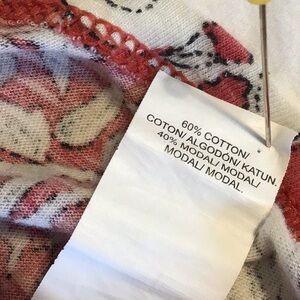 60% COTTON/
COTON/ ALGODÓN/ KATUN.
40% MODAL/ MODAL/
MODAL/ MODAL.